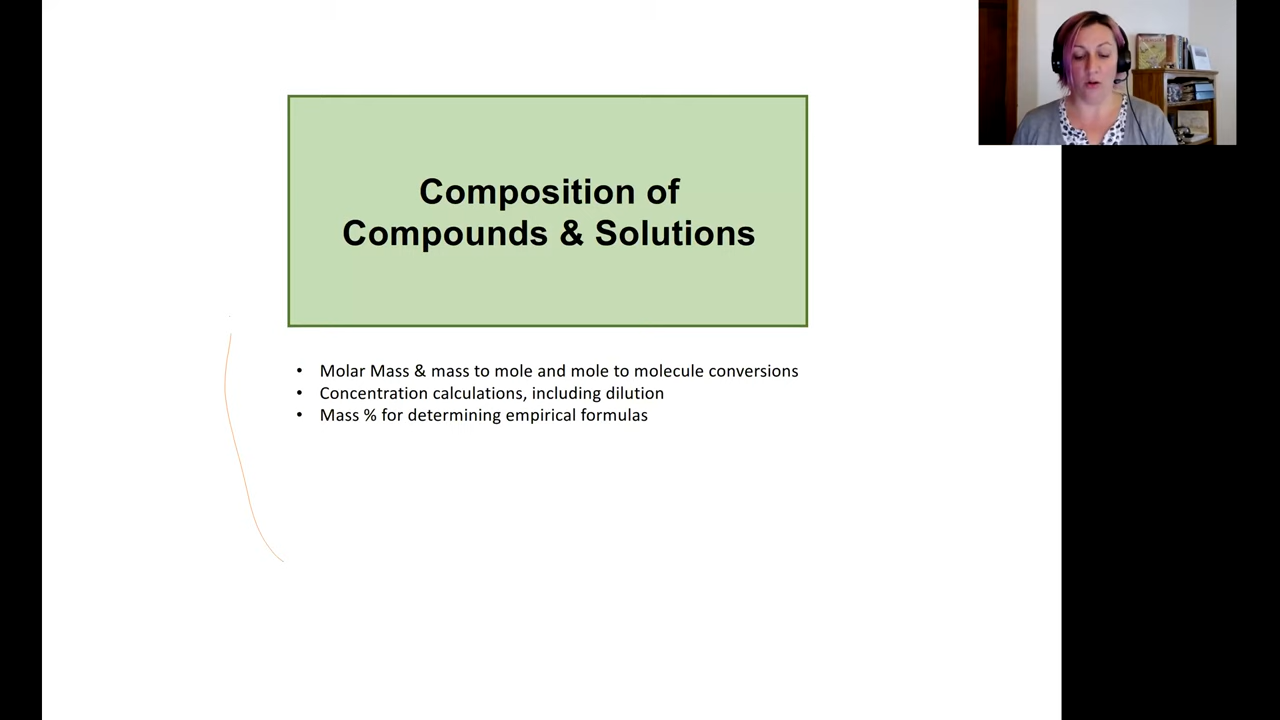 Composition of
Compounds & Solutions
• Molar Mass & mass to mole and mole to molecule conversions
• Concentration calculations, including dilution
• Mass % for determining empirical formulas